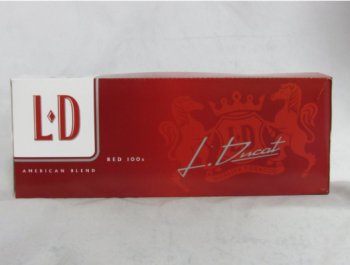 L♦D
RED 100s
AMERICAN BLEND
L. Ducat